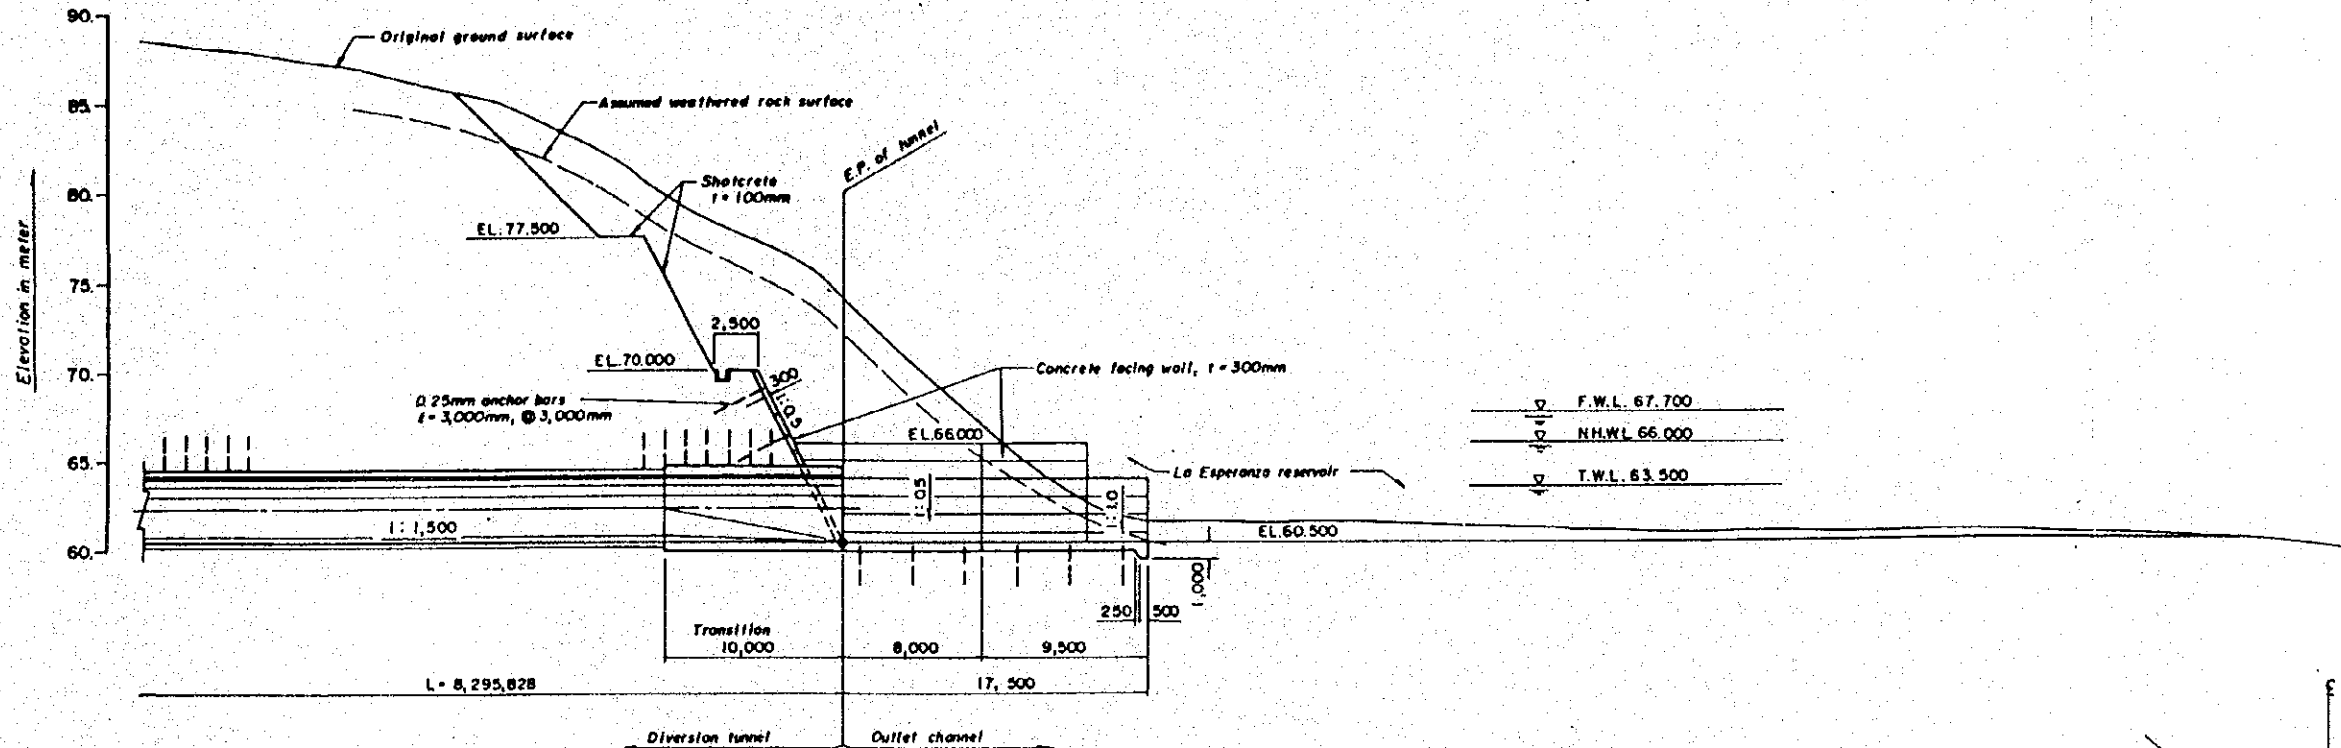 90.
Original ground surface
85.
Assumed weathered rock surface
E.P. of tunnel
80.
Shotcrete
t = 100mm
EL. 77.500
75.
Elevation in meter
2,500
EL. 70.000
70.
300
1:0.5
Concrete facing wall, t = 300mm
0.25mm anchor bars
ℓ = 3,000mm, @ 3,000mm
F.W.L. 67.700
N.H.W.L. 66.000
EL. 66.000
65.
La Esperanza reservoir
T.W.L. 63.500
1:0.5
1:1.0
1 : 1,500
EL. 60.500
60.
1,000
250
500
Transition
10,000
8,000
9,500
L = 8,295,828
17,500
Diversion tunnel
Outlet channel